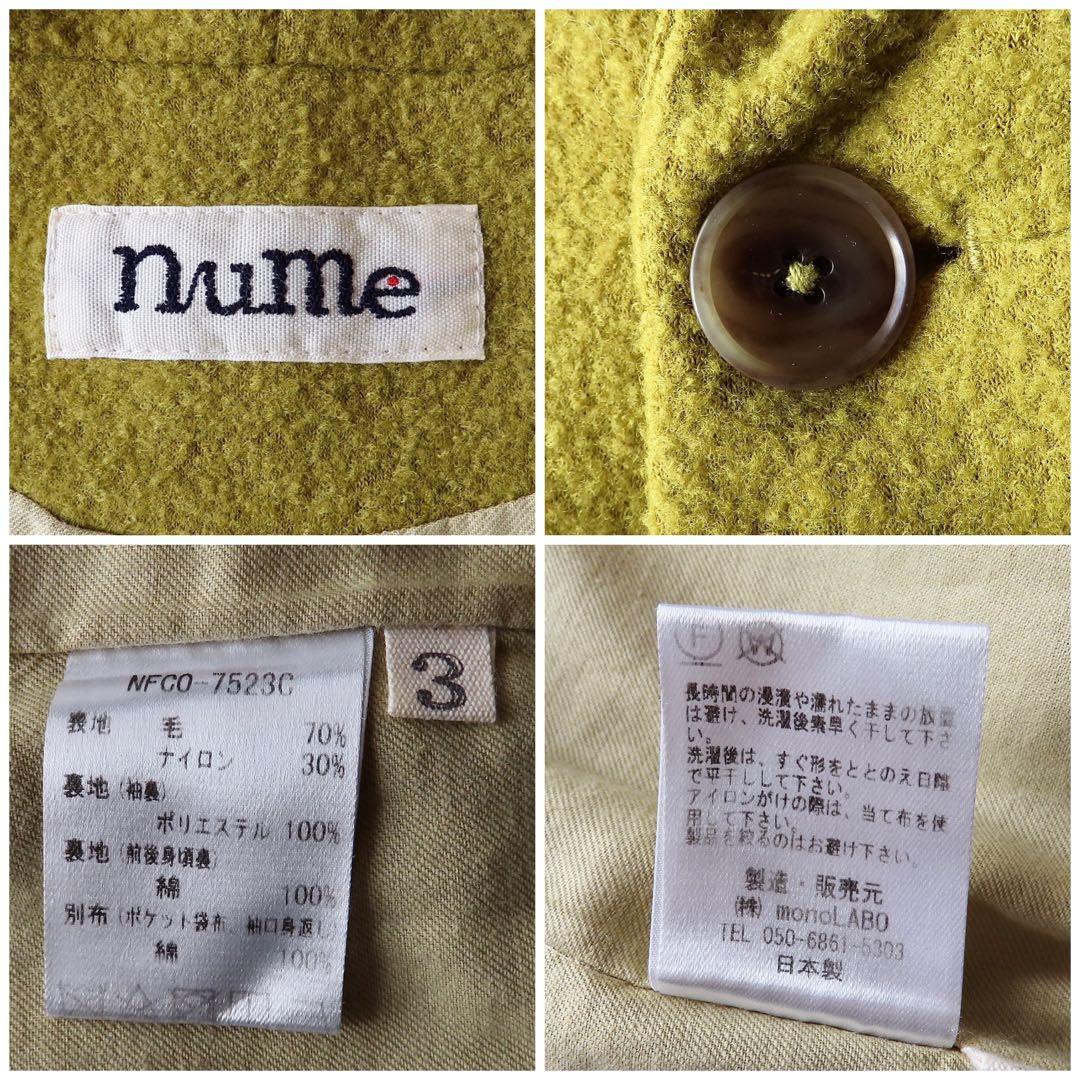 nume
NFCO-7523C
表地 毛 70%
ナイロン 30%
裏地(袖裏)
ポリエステル 100%
裏地(前後身頃裏)
綿 100%
別布(ポケット袋布、袖口身返し)
綿 100%
3
F W
長時間の浸漬や濡れたままの放置
は避け、洗濯後素早く干して下さ
い。
洗濯後は、すぐ形をととのえ日陰
で平干しして下さい。
アイロンがけの際は、当て布を使
用して下さい。
製品を絞るのはお避け下さい。
製造・販売元
(株) monoLABO
TEL 050-6861-5303
日本製